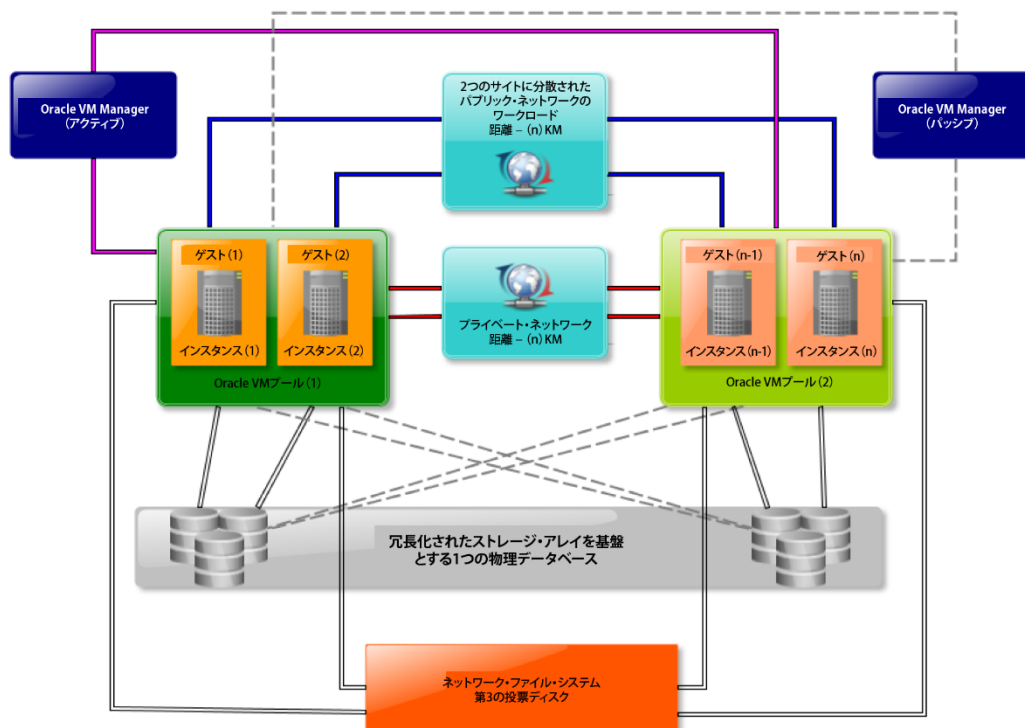 Oracle VM Manager
(アクティブ)
2つのサイトに分散された
パブリック・ネットワークの
ワークロード
距離 – (n) KM
Oracle VM Manager
(パッシブ)
ゲスト(1)
インスタンス(1)
ゲスト(2)
インスタンス(2)
Oracle VMプール(1)
プライベート・ネットワーク
距離 – (n) KM
ゲスト(n-1)
インスタンス(n-1)
ゲスト(n)
インスタンス(n)
Oracle VMプール(2)
冗長化されたストレージ・アレイを基盤
とする1つの物理データベース
ネットワーク・ファイル・システム
第3の投票ディスク